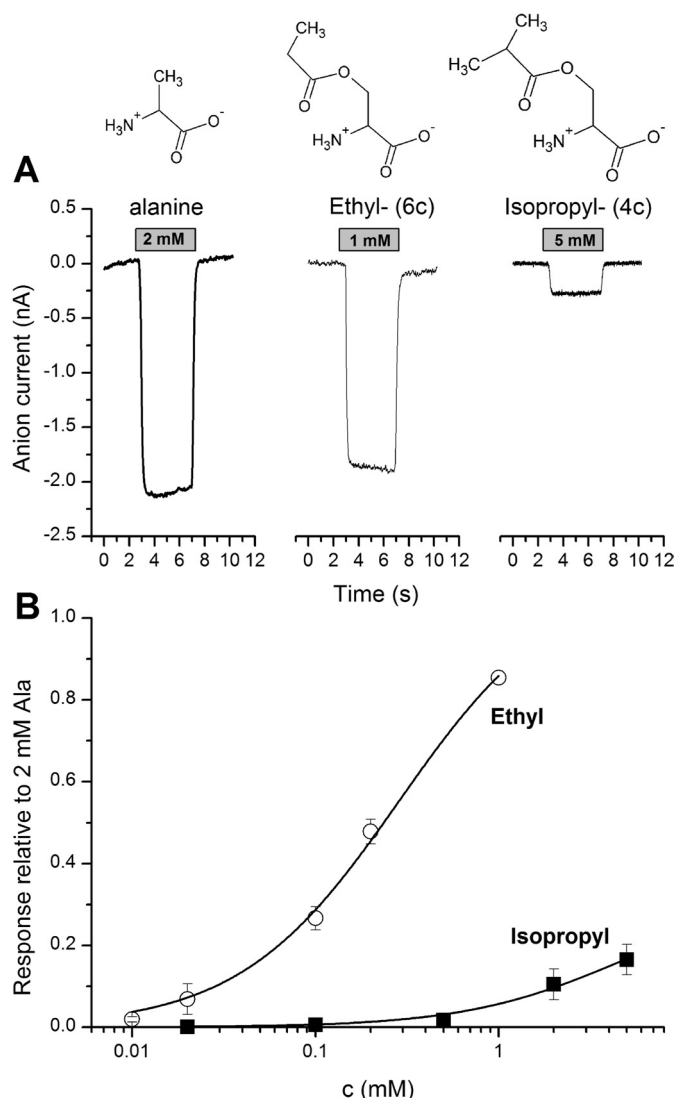 CH₃
H₃N⁺
O⁻
O
CH₃
O
O
H₃N⁺
O⁻
O
CH₃
H₃C
O
O
H₃N⁺
O⁻
O
A
alanine
Ethyl- (6c)
Isopropyl- (4c)
2 mM
1 mM
5 mM
Anion current (nA)
0.5
0.0
-0.5
-1.0
-1.5
-2.0
-2.5
0 2 4 6 8 10 12
0 2 4 6 8 10 12
0 2 4 6 8 10 12
Time (s)
B
Response relative to 2 mM Ala
1.0
0.8
0.6
0.4
0.2
0.0
Ethyl
Isopropyl
0.01 0.1 1
c (mM)